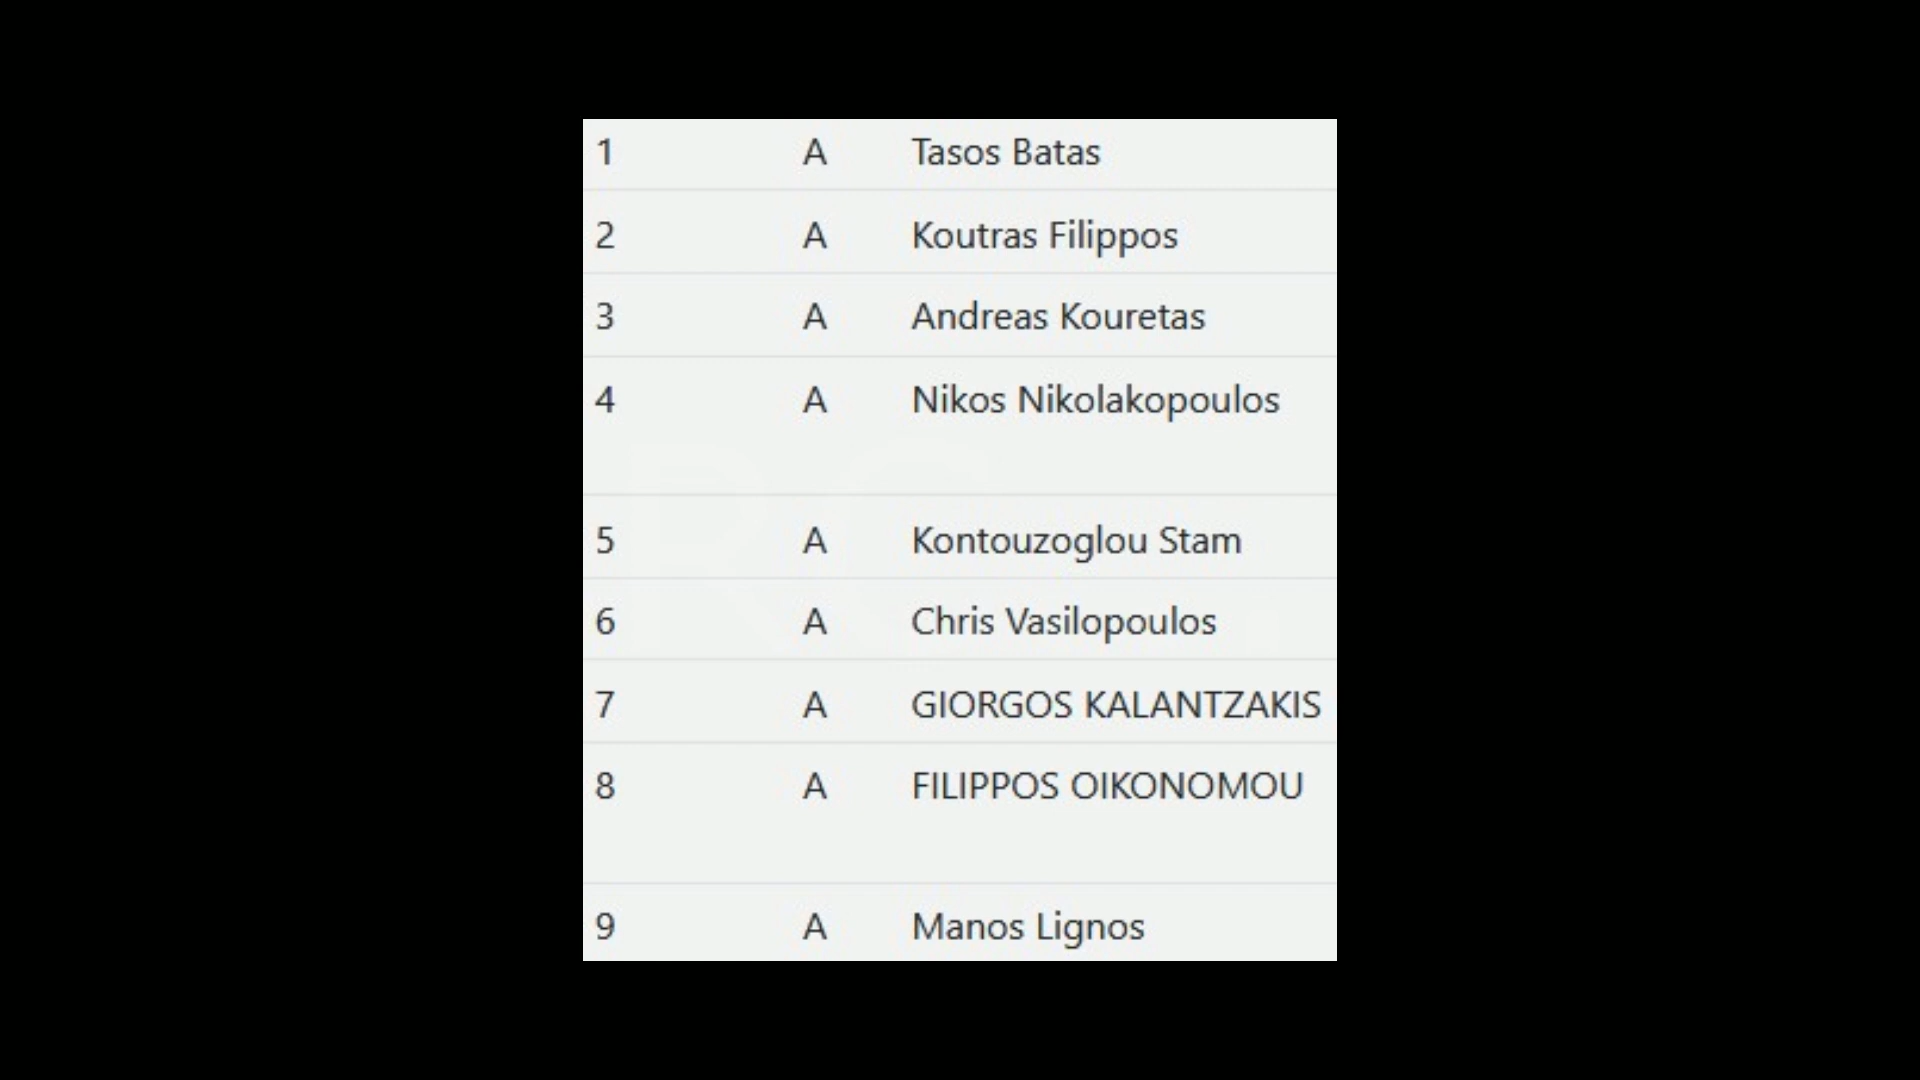 1 A Tasos Batas
2 A Koutras Filippos
3 A Andreas Kouretas
4 A Nikos Nikolakopoulos
5 A Kontouzoglou Stam
6 A Chris Vasilopoulos
7 A GIORGOS KALANTZAKIS
8 A FILIPPOS OIKONOMOU
9 A Manos Lignos